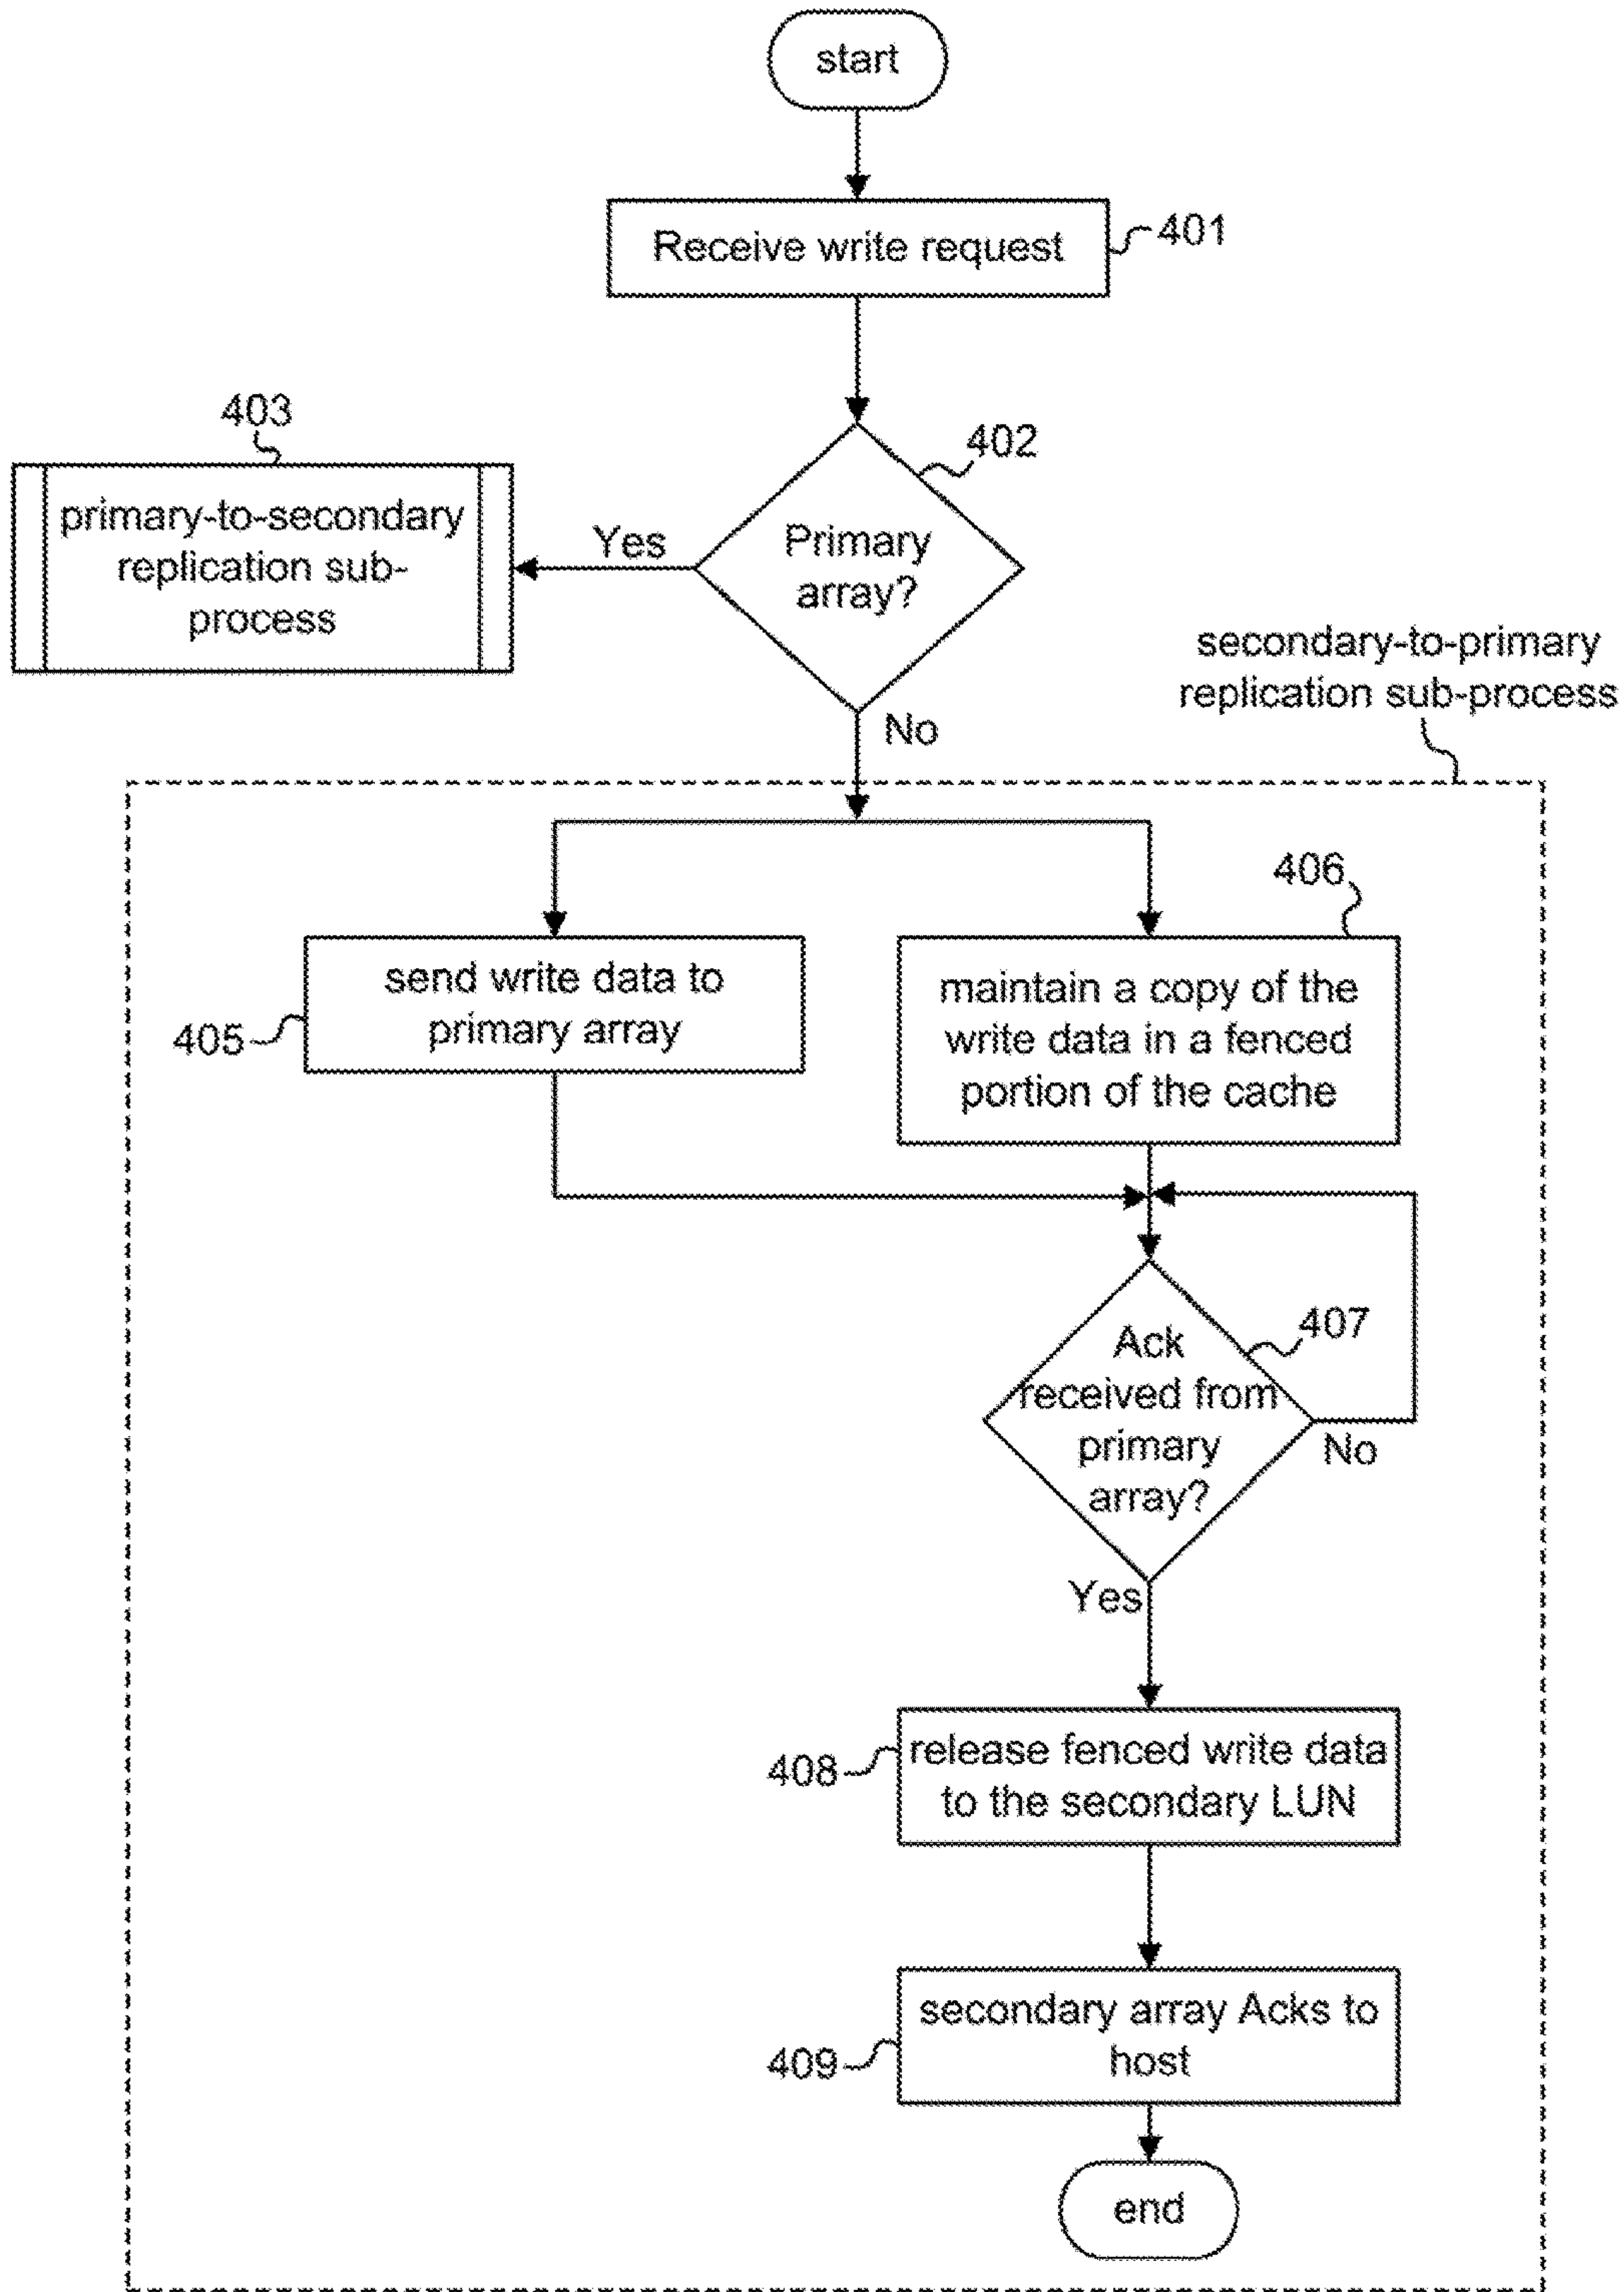 start
Receive write request
401
402
403
primary-to-secondary
replication sub-
process
Yes
Primary
array?
secondary-to-primary
replication sub-process
No
406
send write data to
primary array
405
maintain a copy of the
write data in a fenced
portion of the cache
407
Ack
received from
primary
array?
No
Yes
408
release fenced write data
to the secondary LUN
409
secondary array Acks to
host
end